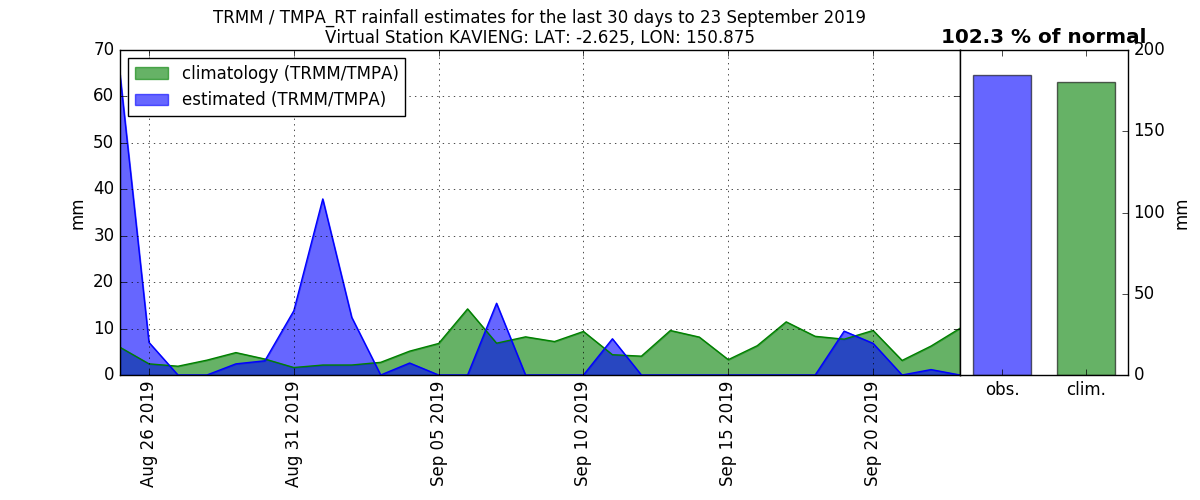 TRMM / TMPA_RT rainfall estimates for the last 30 days to 23 September 2019
Virtual Station KAVIENG: LAT: -2.625, LON: 150.875
102.3 % of normal
climatology (TRMM/TMPA)
estimated (TRMM/TMPA)
70
60
50
40
30
20
10
0
mm
Aug 26 2019
Aug 31 2019
Sep 05 2019
Sep 10 2019
Sep 15 2019
Sep 20 2019
200
150
100
50
0
mm
obs.
clim.